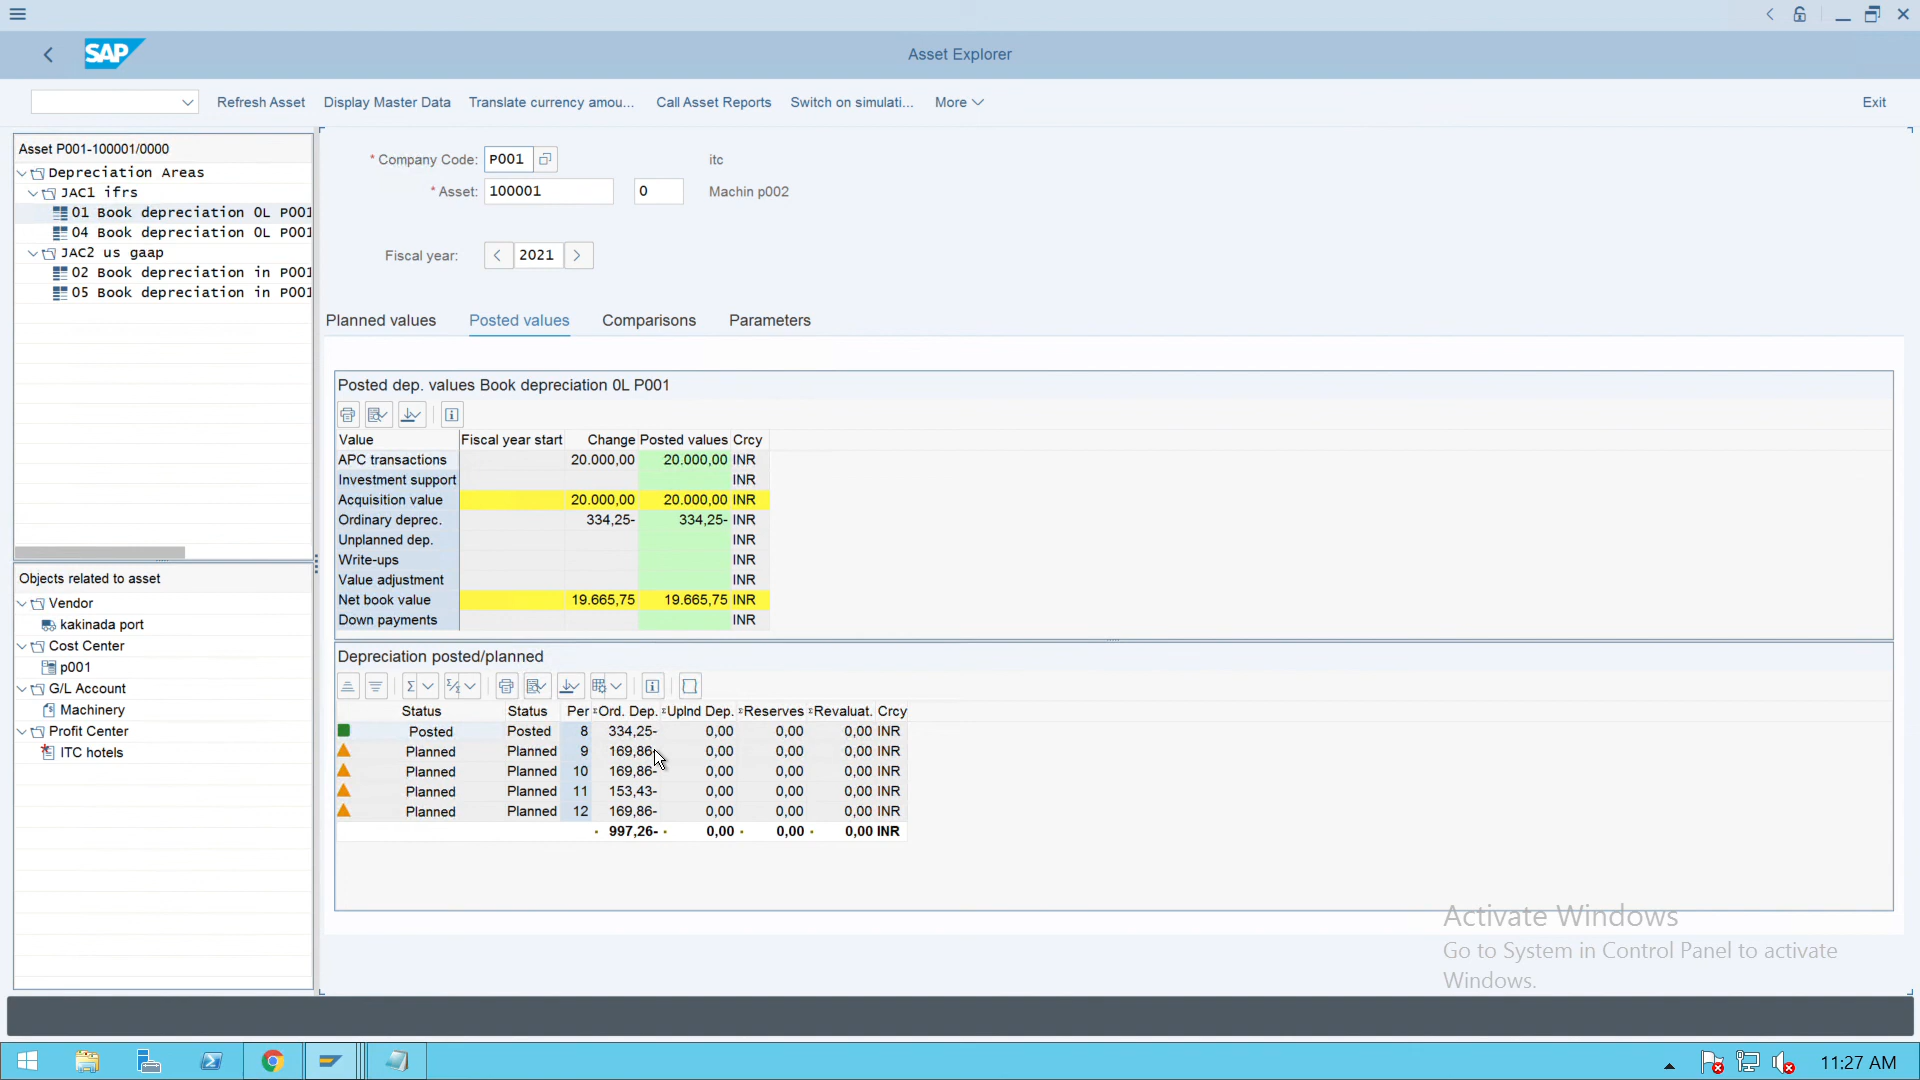 SAP
Asset Explorer
Refresh Asset Display Master Data Translate currency amou... Call Asset Reports Switch on simulati... More Exit
Asset P001-100001/0000
Depreciation Areas
JAC1 ifrs
01 Book depreciation 0L P001
04 Book depreciation 0L P001
JAC2 us gaap
02 Book depreciation in P001
05 Book depreciation in P001
Objects related to asset
Vendor
kakinada port
Cost Center
p001
G/L Account
Machinery
Profit Center
ITC hotels
* Company Code: P001 itc
* Asset: 100001 0 Machin p002
Fiscal year: 2021
Planned values Posted values Comparisons Parameters
Posted dep. values Book depreciation 0L P001
Value Fiscal year start Change Posted values Crcy
APC transactions 20.000,00 20.000,00 INR
Investment support INR
Acquisition value 20.000,00 20.000,00 INR
Ordinary deprec. 334,25- 334,25- INR
Unplanned dep. INR
Write-ups INR
Value adjustment INR
Net book value 19.665,75 19.665,75 INR
Down payments INR
Depreciation posted/planned
Status Status Per Ord. Dep. Uplnd Dep. Reserves Revaluat. Crcy
Posted Posted 8 334,25- 0,00 0,00 0,00 INR
Planned Planned 9 169,86- 0,00 0,00 0,00 INR
Planned Planned 10 169,86- 0,00 0,00 0,00 INR
Planned Planned 11 153,43- 0,00 0,00 0,00 INR
Planned Planned 12 169,86- 0,00 0,00 0,00 INR
997,26- 0,00 0,00 0,00 INR
Activate Windows
Go to System in Control Panel to activate
Windows.
11:27 AM